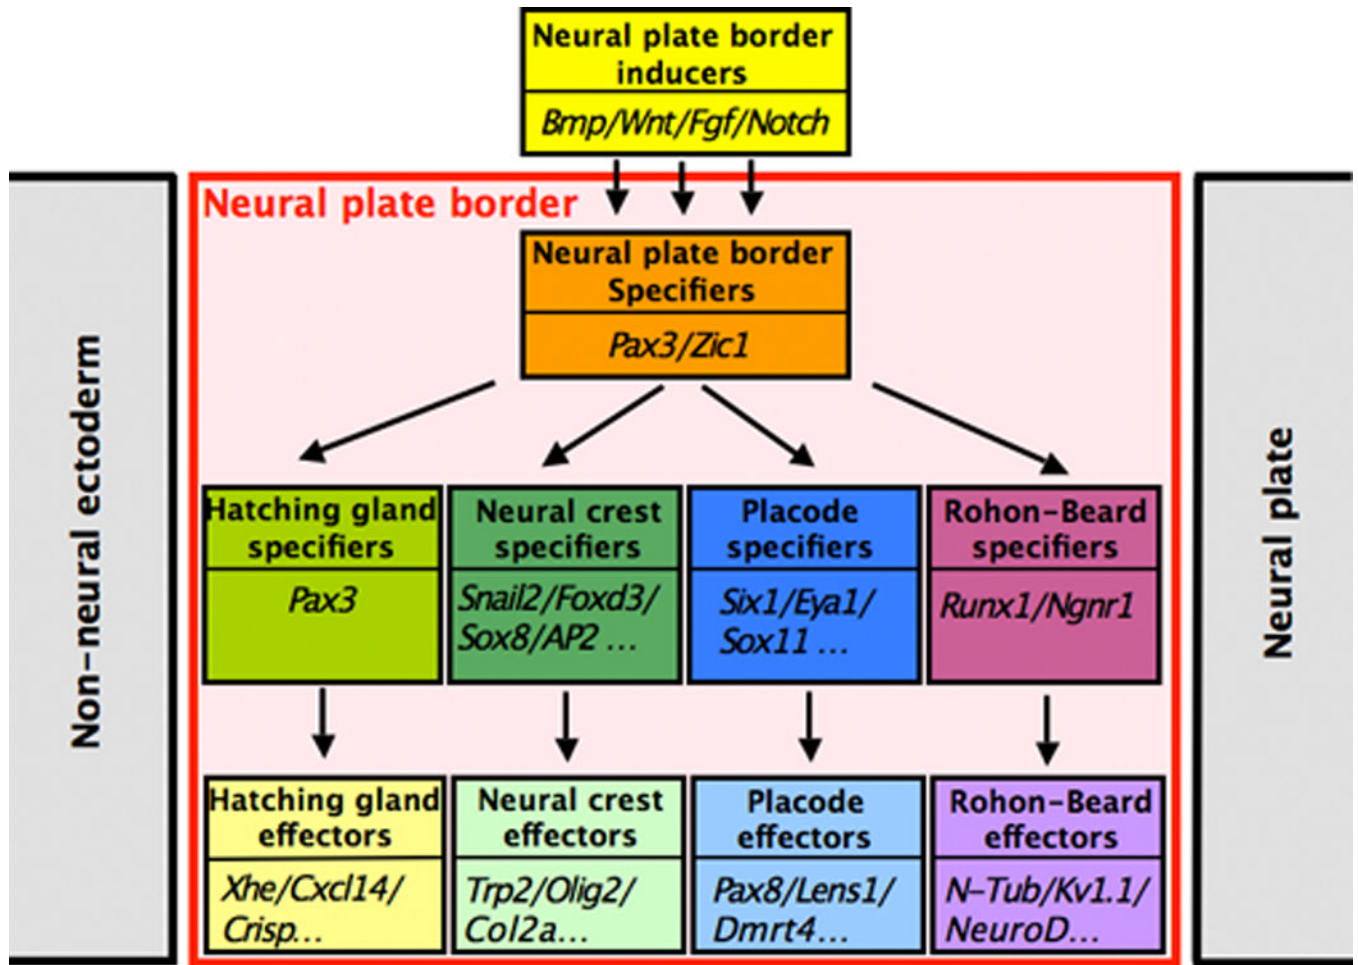 Neural plate border
inducers
Bmp/Wnt/Fgf/Notch
Neural plate border
Neural plate border
Specifiers
Pax3/Zic1
Non-neural ectoderm
Neural plate
Hatching gland
specifiers
Pax3
Neural crest
specifiers
Snail2/Foxd3/
Sox8/AP2 ...
Placode
specifiers
Six1/Eya1/
Sox11 ...
Rohon-Beard
specifiers
Runx1/Ngnr1
Hatching gland
effectors
Xhe/Cxcl14/
Crisp...
Neural crest
effectors
Trp2/Olig2/
Col2a...
Placode
effectors
Pax8/Lens1/
Dmrt4...
Rohon-Beard
effectors
N-Tub/Kv1.1/
NeuroD...